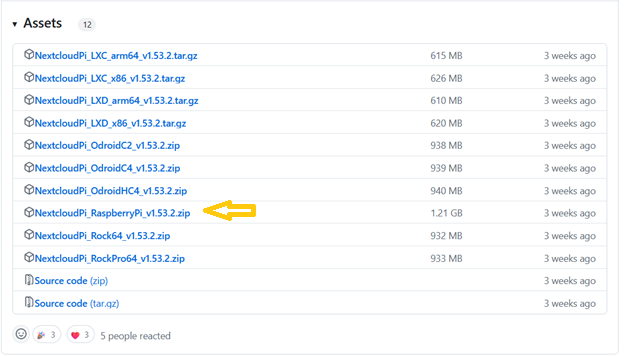 Assets 12
NextcloudPi_LXC_arm64_v1.53.2.tar.gz 615 MB 3 weeks ago
NextcloudPi_LXC_x86_v1.53.2.tar.gz 626 MB 3 weeks ago
NextcloudPi_LXD_arm64_v1.53.2.tar.gz 610 MB 3 weeks ago
NextcloudPi_LXD_x86_v1.53.2.tar.gz 620 MB 3 weeks ago
NextcloudPi_OdroidC2_v1.53.2.zip 938 MB 3 weeks ago
NextcloudPi_OdroidC4_v1.53.2.zip 939 MB 3 weeks ago
NextcloudPi_OdroidHC4_v1.53.2.zip 940 MB 3 weeks ago
NextcloudPi_RaspberryPi_v1.53.2.zip 1.21 GB 3 weeks ago
NextcloudPi_Rock64_v1.53.2.zip 932 MB 3 weeks ago
NextcloudPi_RockPro64_v1.53.2.zip 933 MB 3 weeks ago
Source code (zip) 3 weeks ago
Source code (tar.gz) 3 weeks ago
3 3 5 people reacted